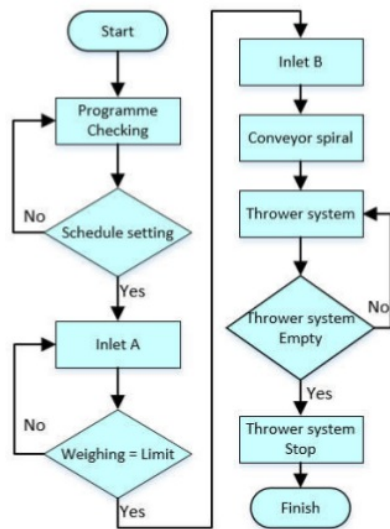 Start
Programme
Checking
No
Schedule setting
Yes
Inlet A
No
Weighing = Limit
Yes
Inlet B
Conveyor spiral
Thrower system
No
Thrower system
Empty
Yes
Thrower system
Stop
Finish